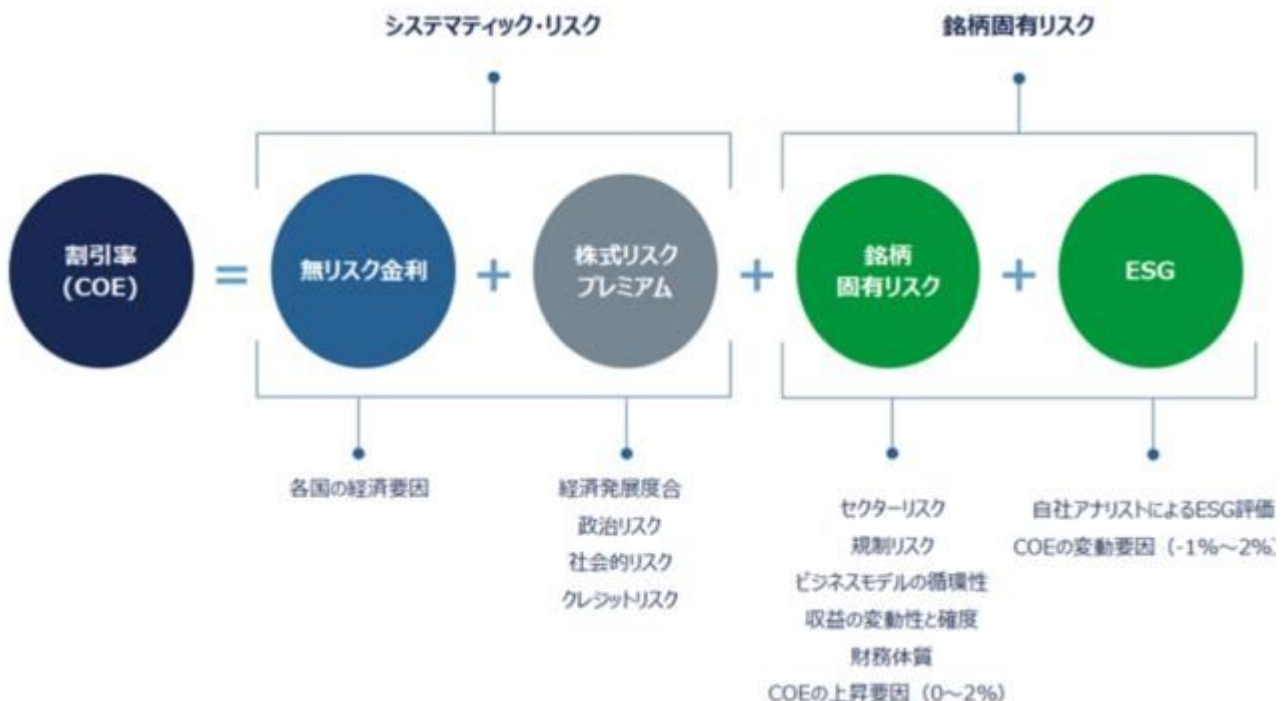 システマティック・リスク
銘柄固有リスク
割引率
(COE)
=
無リスク金利
+
株式リスク
プレミアム
+
銘柄
固有リスク
+
ESG
各国の経済要因
経済発展度合
政治リスク
社会的リスク
クレジットリスク
セクターリスク
規制リスク
ビジネスモデルの循環性
収益の変動性と確度
財務体質
COEの上昇要因（0～2%）
自社アナリストによるESG評価
COEの変動要因（-1%～2%）